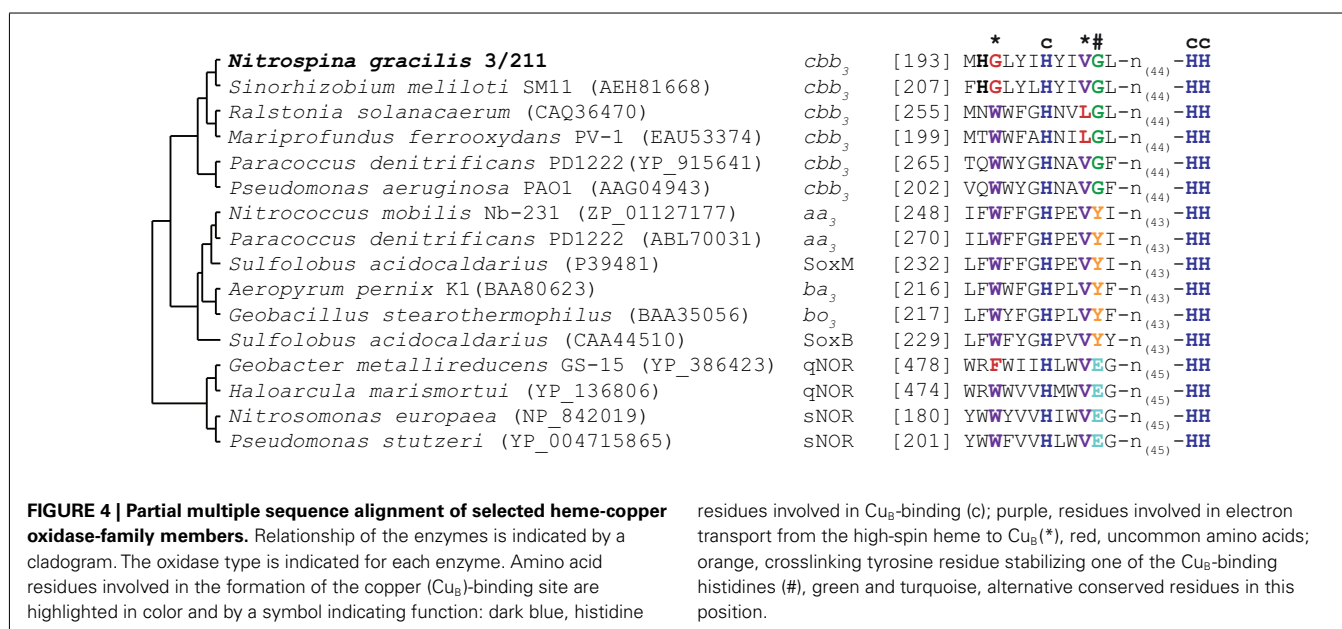 * c *# cc
Nitrospina gracilis 3/211 cbb3 [193] MHGLYIHYIVGL-n(44)-HH
Sinorhizobium meliloti SM11 (AEH81668) cbb3 [207] FHGLYLHYIVGL-n(44)-HH
Ralstonia solanacaerum (CAQ36470) cbb3 [255] MNWWFGHNVLGL-n(44)-HH
Mariprofundus ferrooxydans PV-1 (EAU53374) cbb3 [199] MTWWFAHNILGL-n(44)-HH
Paracoccus denitrificans PD1222(YP_915641) cbb3 [265] TQWWYGHNAVGF-n(44)-HH
Pseudomonas aeruginosa PAO1 (AAG04943) cbb3 [202] VQWWYGHNAVGF-n(44)-HH
Nitrococcus mobilis Nb-231 (ZP_01127177) aa3 [248] IFWFFGHPEVYI-n(43)-HH
Paracoccus denitrificans PD1222 (ABL70031) aa3 [270] ILWFFGHPEVYI-n(43)-HH
Sulfolobus acidocaldarius (P39481) SoxM [232] LFWFFGHPEVYI-n(43)-HH
Aeropyrum pernix K1(BAA80623) ba3 [216] LFWWFGHPLVYF-n(43)-HH
Geobacillus stearothermophilus (BAA35056) bo3 [217] LFWYFGHPLVYF-n(43)-HH
Sulfolobus acidocaldarius (CAA44510) SoxB [229] LFWFYGHPVVYY-n(43)-HH
Geobacter metallireducens GS-15 (YP_386423) qNOR [478] WRFWIIHLWVEG-n(45)-HH
Haloarcula marismortui (YP_136806) qNOR [474] WRWWVVHMWVEG-n(45)-HH
Nitrosomonas europaea (NP_842019) sNOR [180] YWWYVVHIWVEG-n(45)-HH
Pseudomonas stutzeri (YP_004715865) sNOR [201] YWWFVVHLWVEG-n(45)-HH
FIGURE 4 | Partial multiple sequence alignment of selected heme-copper
oxidase-family members. Relationship of the enzymes is indicated by a
cladogram. The oxidase type is indicated for each enzyme. Amino acid
residues involved in the formation of the copper (CuB)-binding site are
highlighted in color and by a symbol indicating function: dark blue, histidine
residues involved in CuB-binding (c); purple, residues involved in electron
transport from the high-spin heme to CuB(*), red, uncommon amino acids;
orange, crosslinking tyrosine residue stabilizing one of the CuB-binding
histidines (#), green and turquoise, alternative conserved residues in this
position.